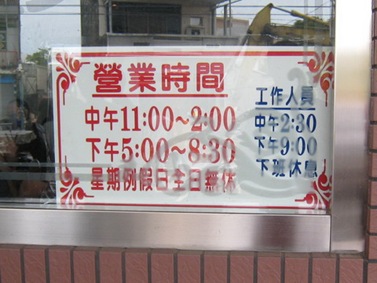 營業時間
中午11:00~2:00
下午5:00~8:30
星期例假日全日無休
工作人員
中午2:30
下午9:00
下班休息